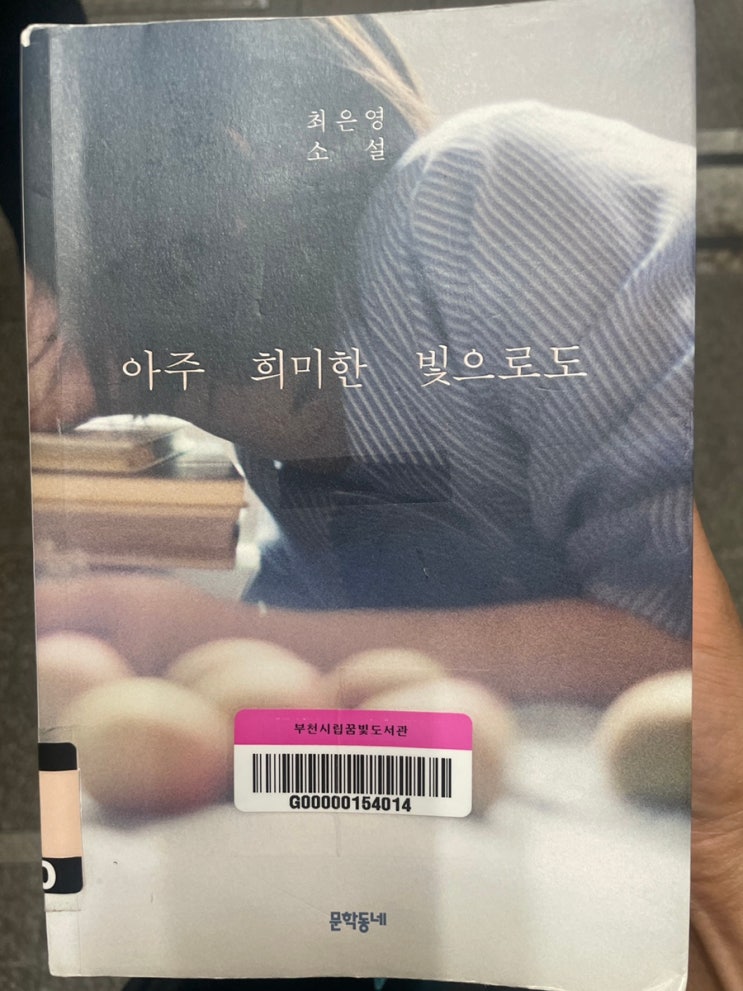 최은영
소설
아주 희미한 빛으로도
부천시립꿈빛도서관
G00000154014
문학동네